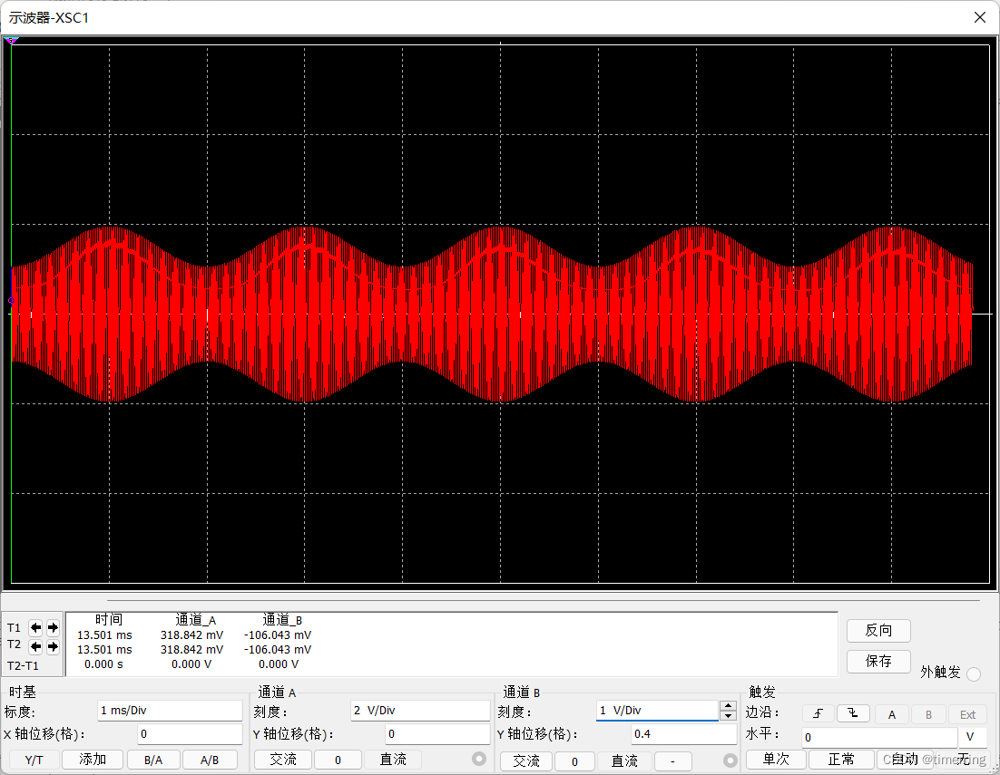 示波器-XSC1
时间 通道_A 通道_B
T1 13.501 ms 318.842 mV -106.043 mV
T2 13.501 ms 318.842 mV -106.043 mV
T2-T1 0.000 s 0.000 V 0.000 V
反向
保存
外触发
时基 通道 A 通道 B 触发
标度: 1 ms/Div 刻度: 2 V/Div 刻度: 1 V/Div 边沿: A B Ext
X 轴位移(格): 0 Y 轴位移(格): 0 Y 轴位移(格): 0.4 水平: 0 V
Y/T 添加 B/A A/B 交流 0 直流 交流 0 直流 - 单次 正常 自动 无